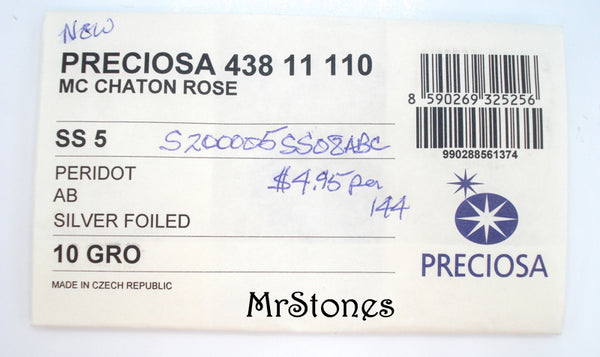 NEW
PRECIOSA 438 11 110
MC CHATON ROSE
8 590269 325256
990288561374
SS 5 S200005SS08ABC
PERIDOT $4.95 per
AB 144
SILVER FOILED
10 GRO
PRECIOSA
MADE IN CZECH REPUBLIC
MrStones